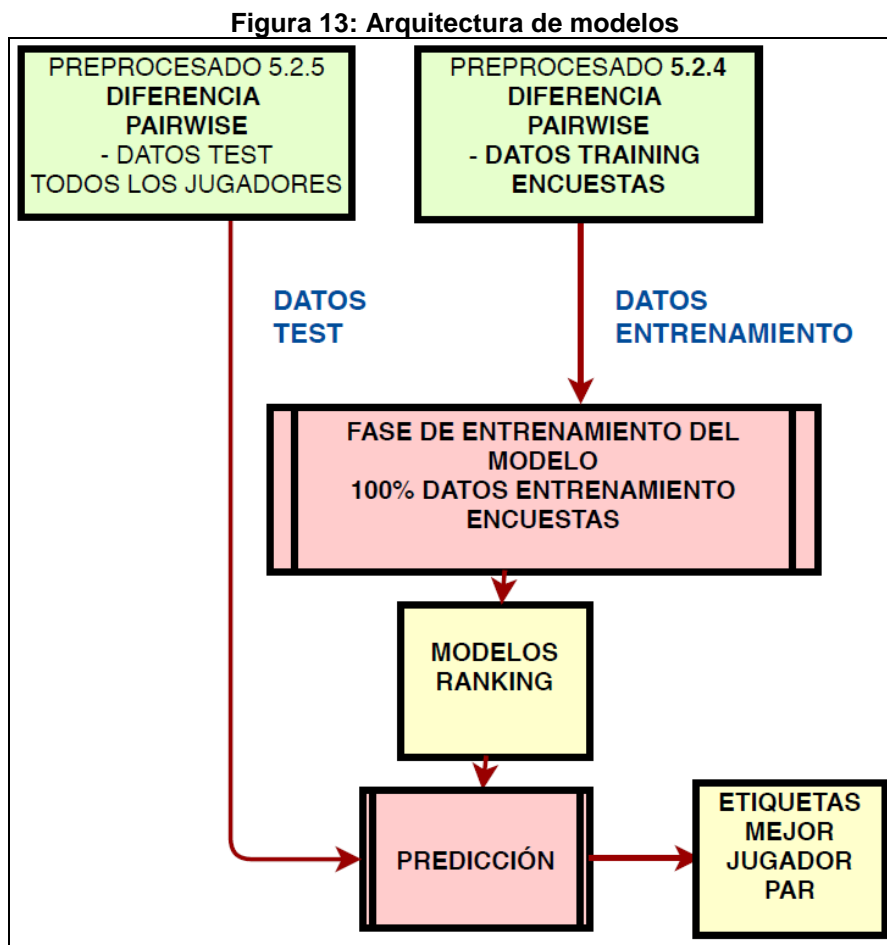 Figura 13: Arquitectura de modelos
PREPROCESADO 5.2.5
DIFERENCIA
PAIRWISE
- DATOS TEST
TODOS LOS JUGADORES
PREPROCESADO 5.2.4
DIFERENCIA
PAIRWISE
- DATOS TRAINING
ENCUESTAS
DATOS
TEST
DATOS
ENTRENAMIENTO
FASE DE ENTRENAMIENTO DEL
MODELO
100% DATOS ENTRENAMIENTO
ENCUESTAS
MODELOS
RANKING
PREDICCIÓN
ETIQUETAS
MEJOR
JUGADOR
PAR